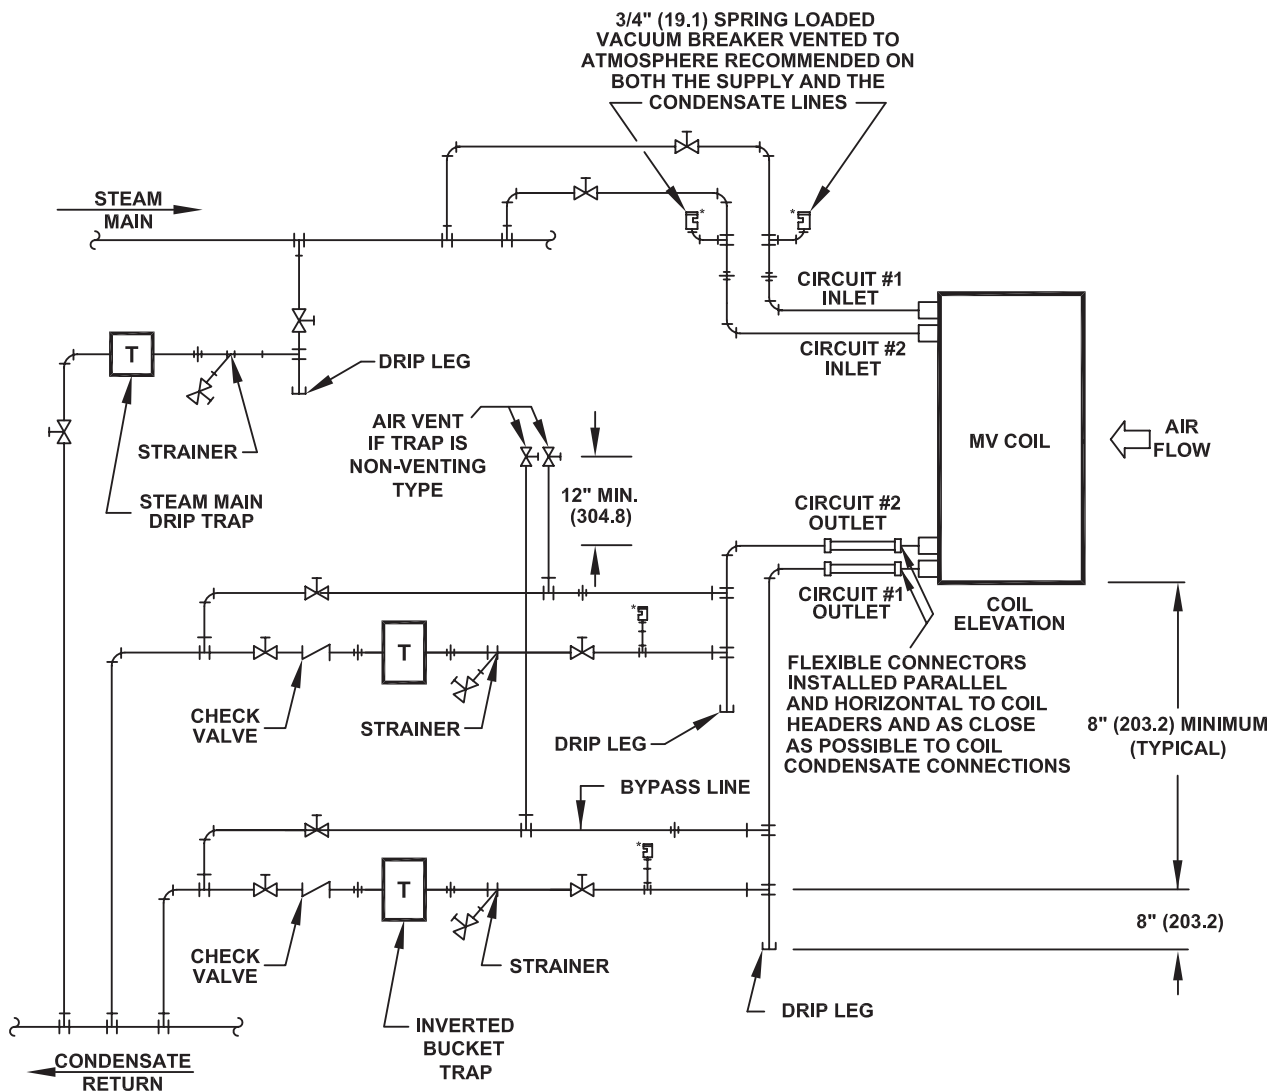 3/4" (19.1) SPRING LOADED
VACUUM BREAKER VENTED TO
ATMOSPHERE RECOMMENDED ON
BOTH THE SUPPLY AND THE
CONDENSATE LINES
STEAM
MAIN
*
*
CIRCUIT #1
INLET
CIRCUIT #2
INLET
T
DRIP LEG
STRAINER
STEAM MAIN
DRIP TRAP
AIR VENT
IF TRAP IS
NON-VENTING
TYPE
12" MIN.
(304.8)
MV COIL
AIR
FLOW
CIRCUIT #2
OUTLET
CIRCUIT #1
OUTLET
COIL
ELEVATION
*
T
CHECK
VALVE
STRAINER
DRIP LEG
FLEXIBLE CONNECTORS
INSTALLED PARALLEL
AND HORIZONTAL TO COIL
HEADERS AND AS CLOSE
AS POSSIBLE TO COIL
CONDENSATE CONNECTIONS
8" (203.2) MINIMUM
(TYPICAL)
BYPASS LINE
*
T
CHECK
VALVE
STRAINER
8" (203.2)
DRIP LEG
INVERTED
BUCKET
TRAP
CONDENSATE
RETURN